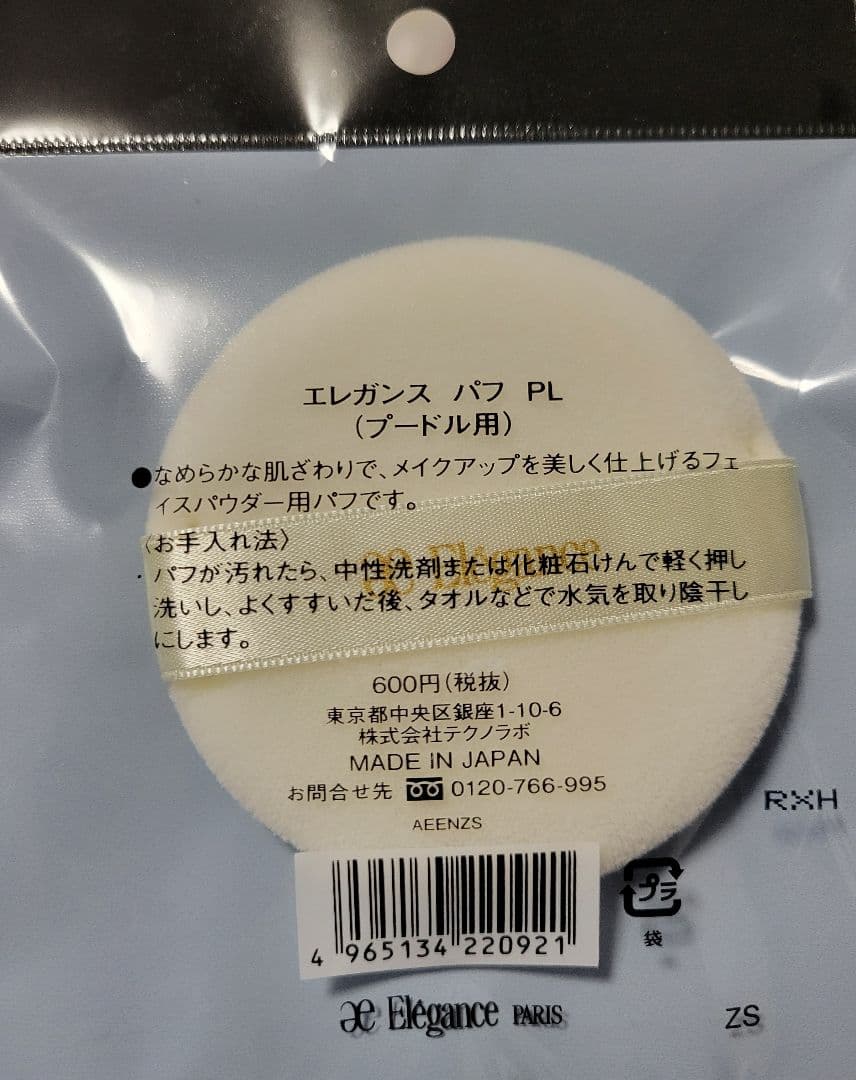 エレガンス パフ PL
(プードル用)
●なめらかな肌ざわりで、メイクアップを美しく仕上げるフェ
イスパウダー用パフです。
〈お手入れ法〉
・パフが汚れたら、中性洗剤または化粧石けんで軽く押し
洗いし、よくすすいだ後、タオルなどで水気を取り陰干し
にします。
Elégance
600円(税抜)
東京都中央区銀座1-10-6
株式会社テクノラボ
MADE IN JAPAN
お問合せ先 0120-766-995
AEENZS
RXH
4 965134 220921
プラ
袋
æ Elégance PARIS
ZS